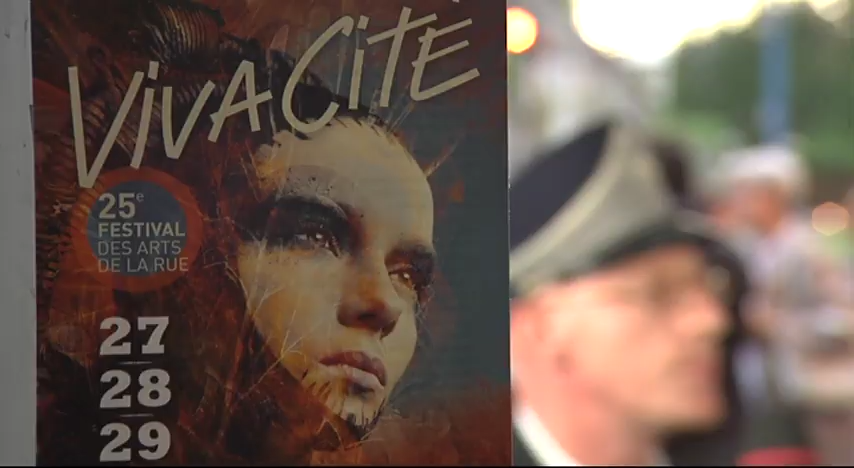 VIVACITÉ
25e
FESTIVAL
DES ARTS
DE LA RUE
27
28
29